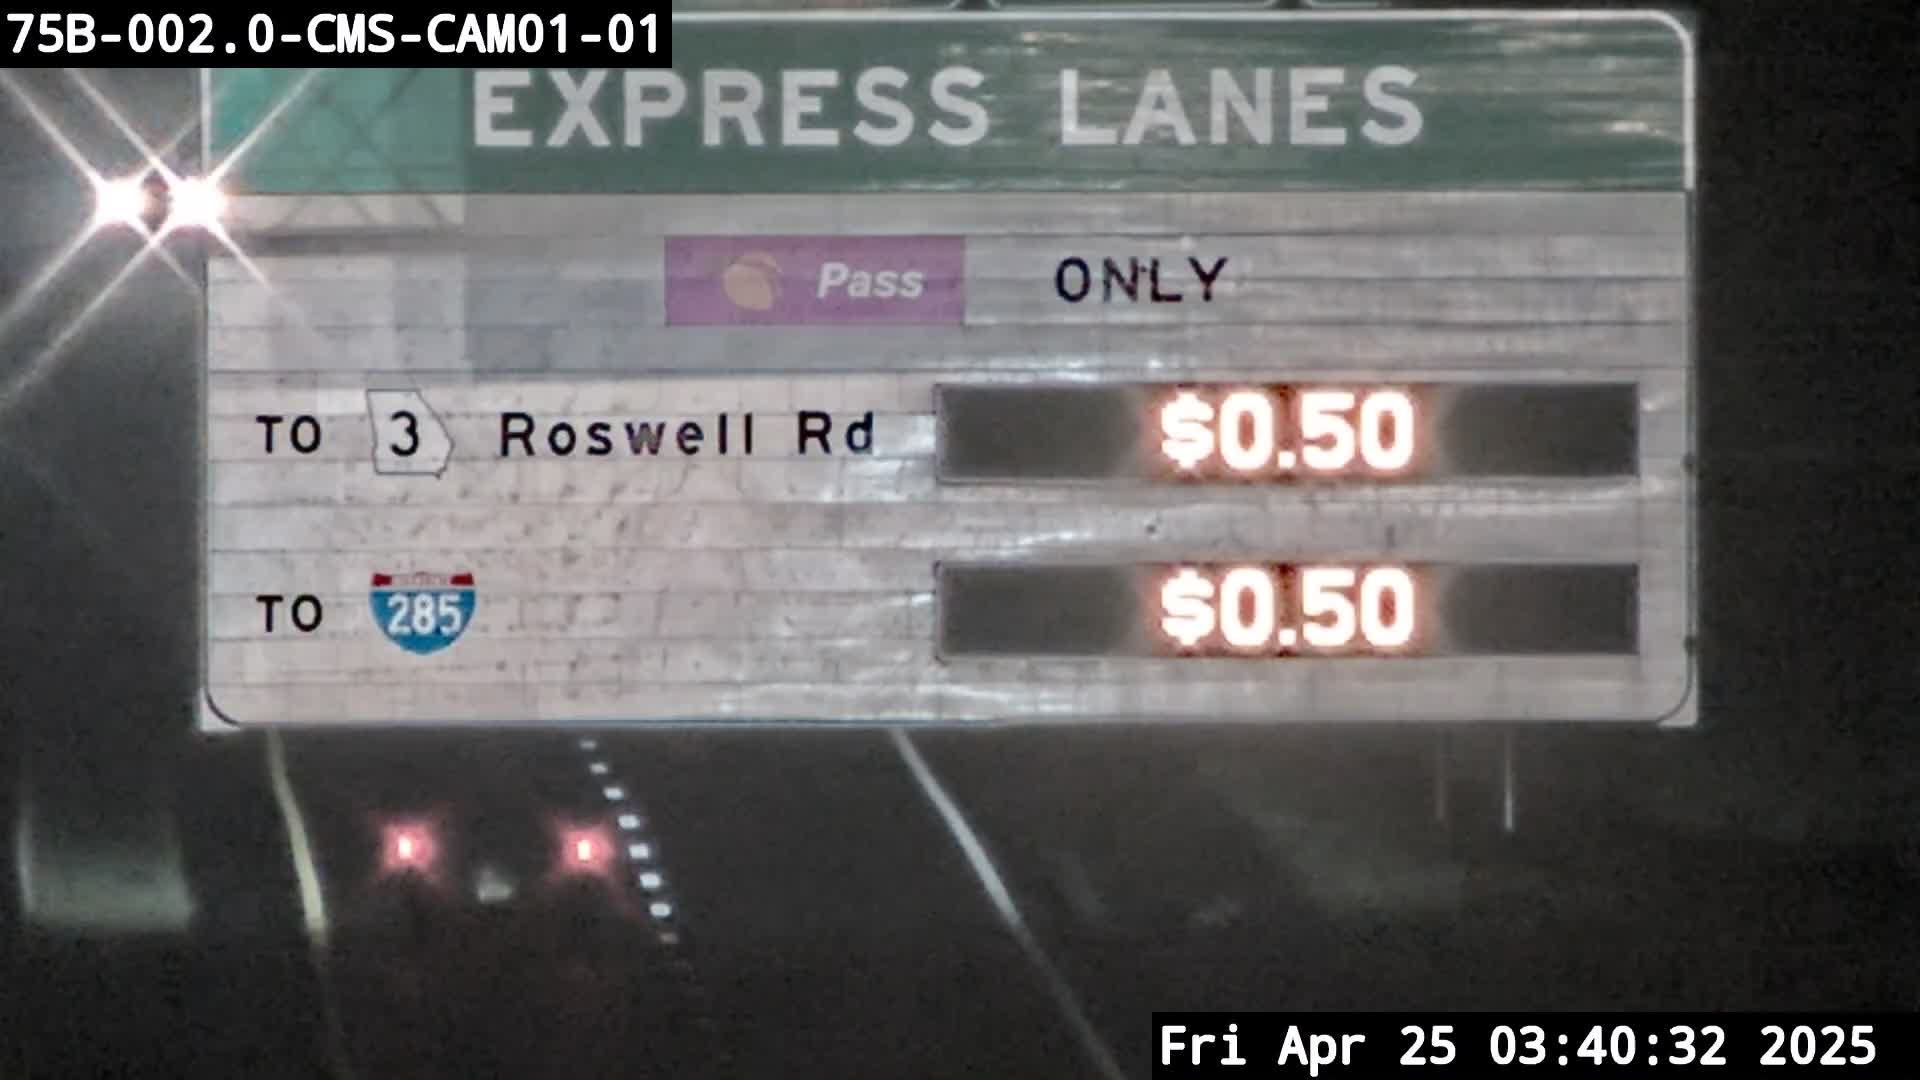 75B-002.0-CMS-CAM01-01
EXPRESS LANES
Pass ONLY
TO 3 Roswell Rd $0.50
TO 285 $0.50
Fri Apr 25 03:40:32 2025